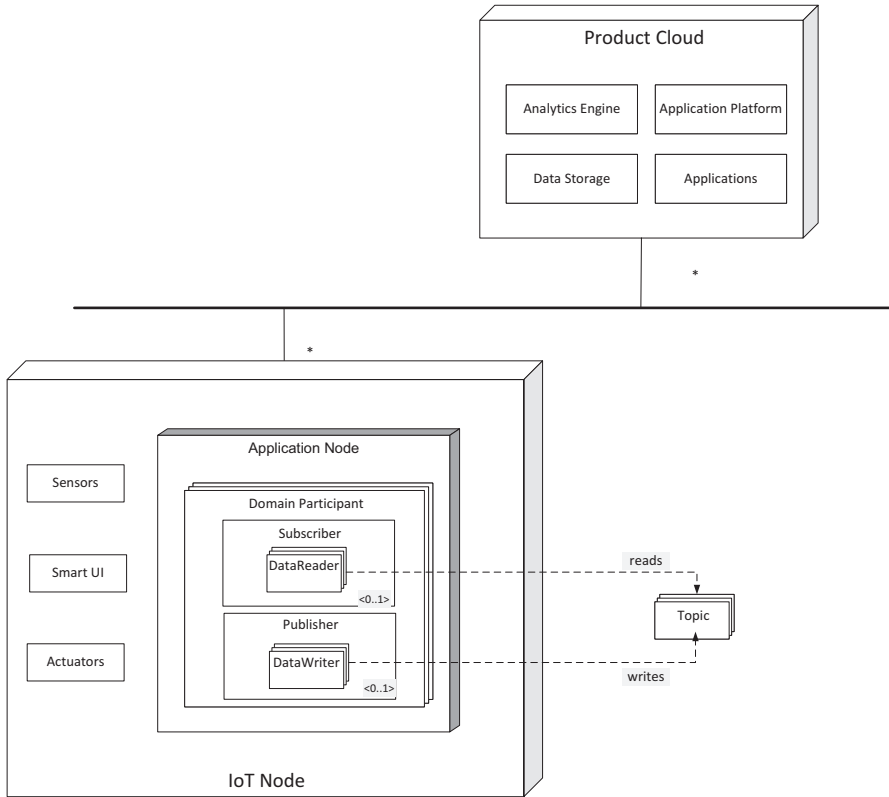 Product Cloud
Analytics Engine
Application Platform
Data Storage
Applications
*
*
Application Node
Sensors
Domain Participant
Subscriber
DataReader
reads
<0..1>
Smart UI
Topic
Publisher
DataWriter
Actuators
writes
<0..1>
IoT Node